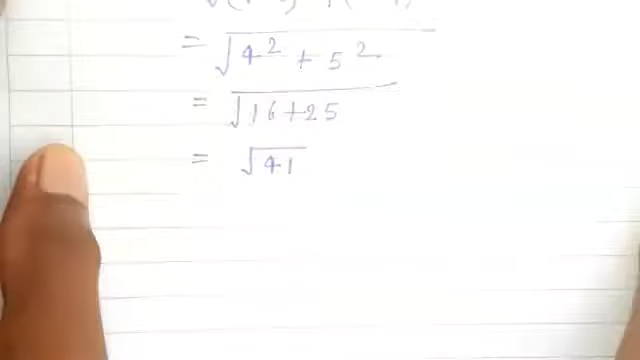 = √4² + 5²
= √16+25
= √41